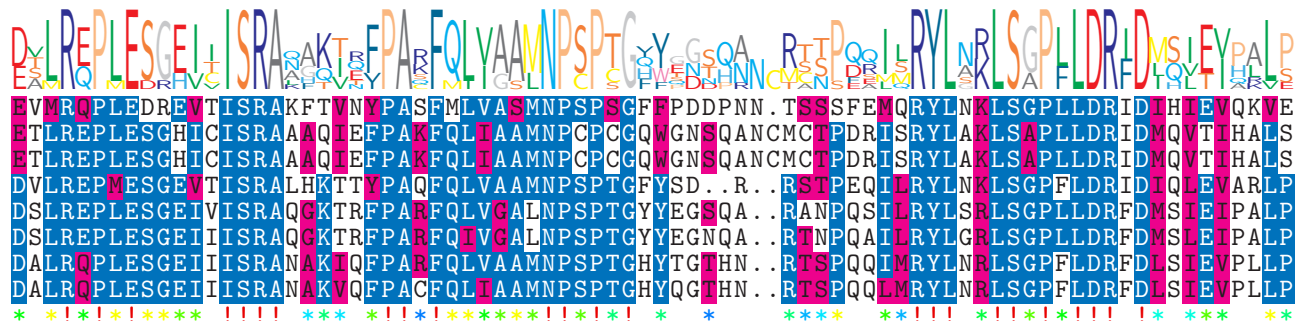 EVMRQPLEDREVTISRAKFTVNYPASFMLVASMNPSPSGFFPDDPNN.TSSSFEMQRYLNKLSGPLLDRIDIHIEVQKVE
ETLREPLESGHICISRAAAQIEFPAKFQLIAAMNPCPCGQWGNSQANCMCTPDRISRYLAKLSAPLLDRIDMQVTIHALS
ETLREPLESGHICISRAAAQIEFPAKFQLIAAMNPCPCGQWGNSQANCMCTPDRISRYLAKLSAPLLDRIDMQVTIHALS
DVLREPMESGEVTISRALHKTTYPAQFQLVAAMNPSPTGFYSD..R..RSTPEQILRYLNKLSGPFLDRIDIQLEVARLP
DSLREPLESGEIVISRAQGKTRFPARFQLVGALNPSPTGYYEGSQA..RANPQSILRYLSRLSGPLLDRFDMSIEIPALP
DSLREPLESGEIIISRAQGKTRFPARFQIVGALNPSPTGYYEGNQA..RTNPQAILRYLGRLSGPLLDRFDMSLEIPALP
DALRQPLESGEIIISRANAKIQFPARFQLVAAMNPSPTGHYTGTHN..RTSPQQIMRYLNRLSGPFLDRFDLSIEVPLLP
DALRQPLESGEIIISRANAKVQFPACFQLIAAMNPSPTGHYQGTHN..RTSPQQLMRYLNRLSGPFLDRFDLSIEVPLLP